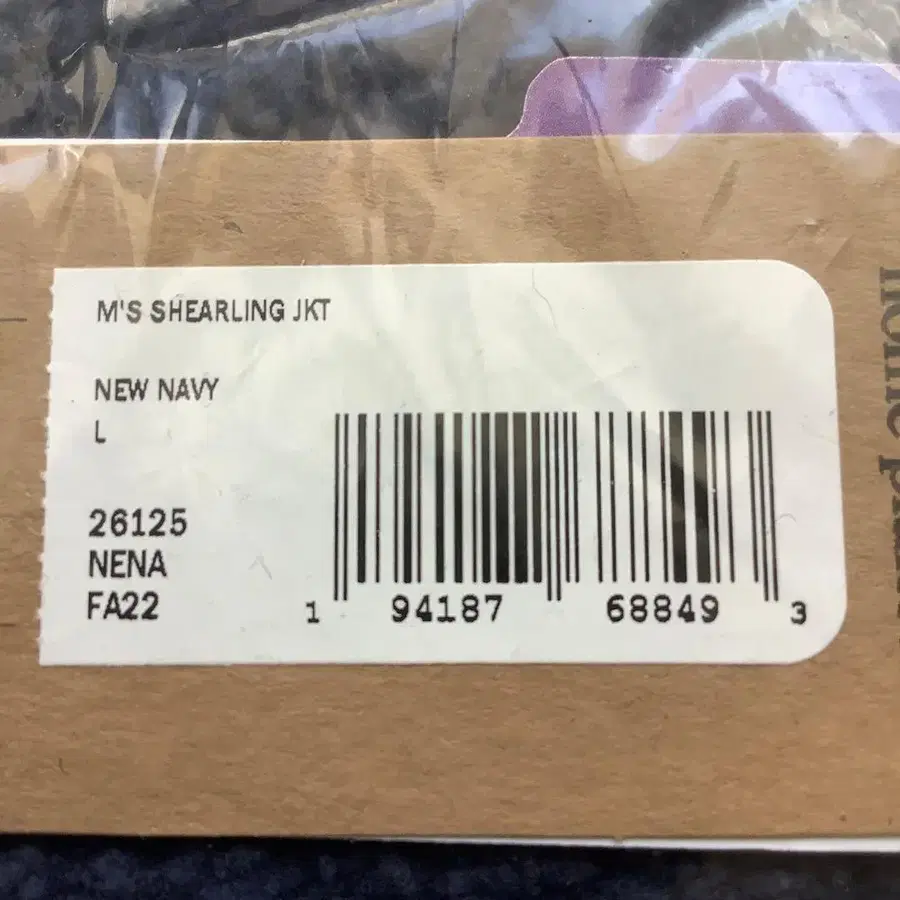 M'S SHEARLING JKT
NEW NAVY
L
26125
NENA
FA22
1 94187 68849 3